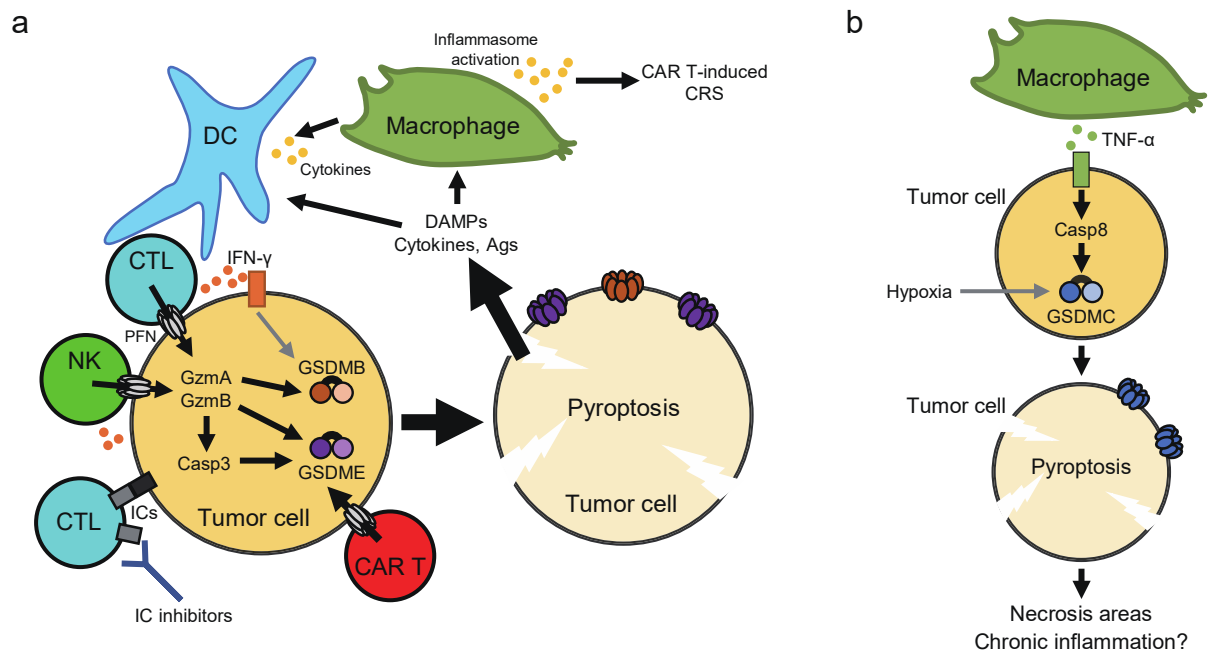 a
Inflammasome
activation
CAR T-induced
CRS
Macrophage
DC
Cytokines
DAMPs
Cytokines, Ags
CTL
IFN-γ
PFN
NK
GzmA
GzmB
GSDMB
Casp3
GSDME
Pyroptosis
Tumor cell
CTL
ICs
Tumor cell
CAR T
IC inhibitors
b
Macrophage
TNF-α
Tumor cell
Casp8
Hypoxia
GSDMC
Tumor cell
Pyroptosis
Necrosis areas
Chronic inflammation?